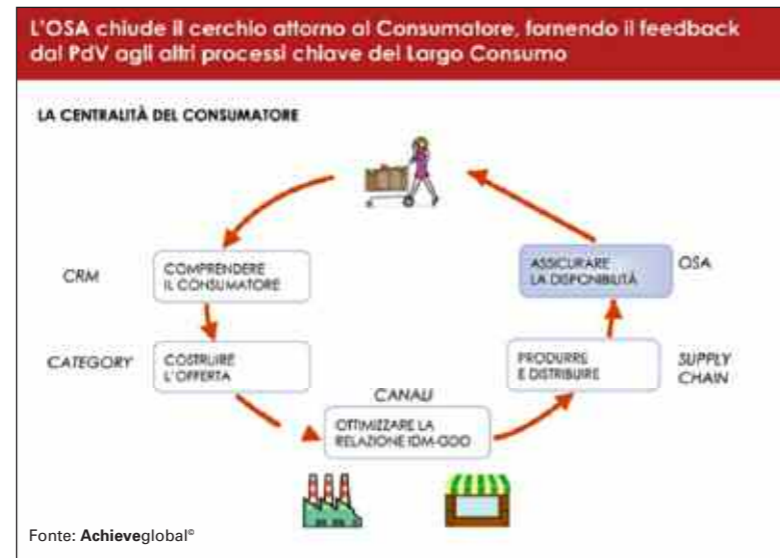 L'OSA chiude il cerchio attorno al Consumatore, fornendo il feedback
dal PdV agli altri processi chiave del Largo Consumo
LA CENTRALITÀ DEL CONSUMATORE
CRM
COMPRENDERE
IL CONSUMATORE
ASSICURARE
LA DISPONIBILITÀ
OSA
CATEGORY
COSTRUIRE
L'OFFERTA
PRODURRE
E DISTRIBUIRE
SUPPLY
CHAIN
CANALI
OTTIMIZZARE LA
RELAZIONE IDM-GDO
Fonte: Achieveglobal©